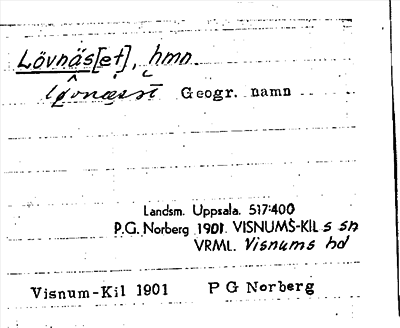 Lövnäs[et], hmn
Geogr. namn
Landsm. Uppsala. 517:400
P.G. Norberg 1901. VISNUMS-KIL s sn
VRML. Visnums hd
Visnum-Kil 1901 P G Norberg